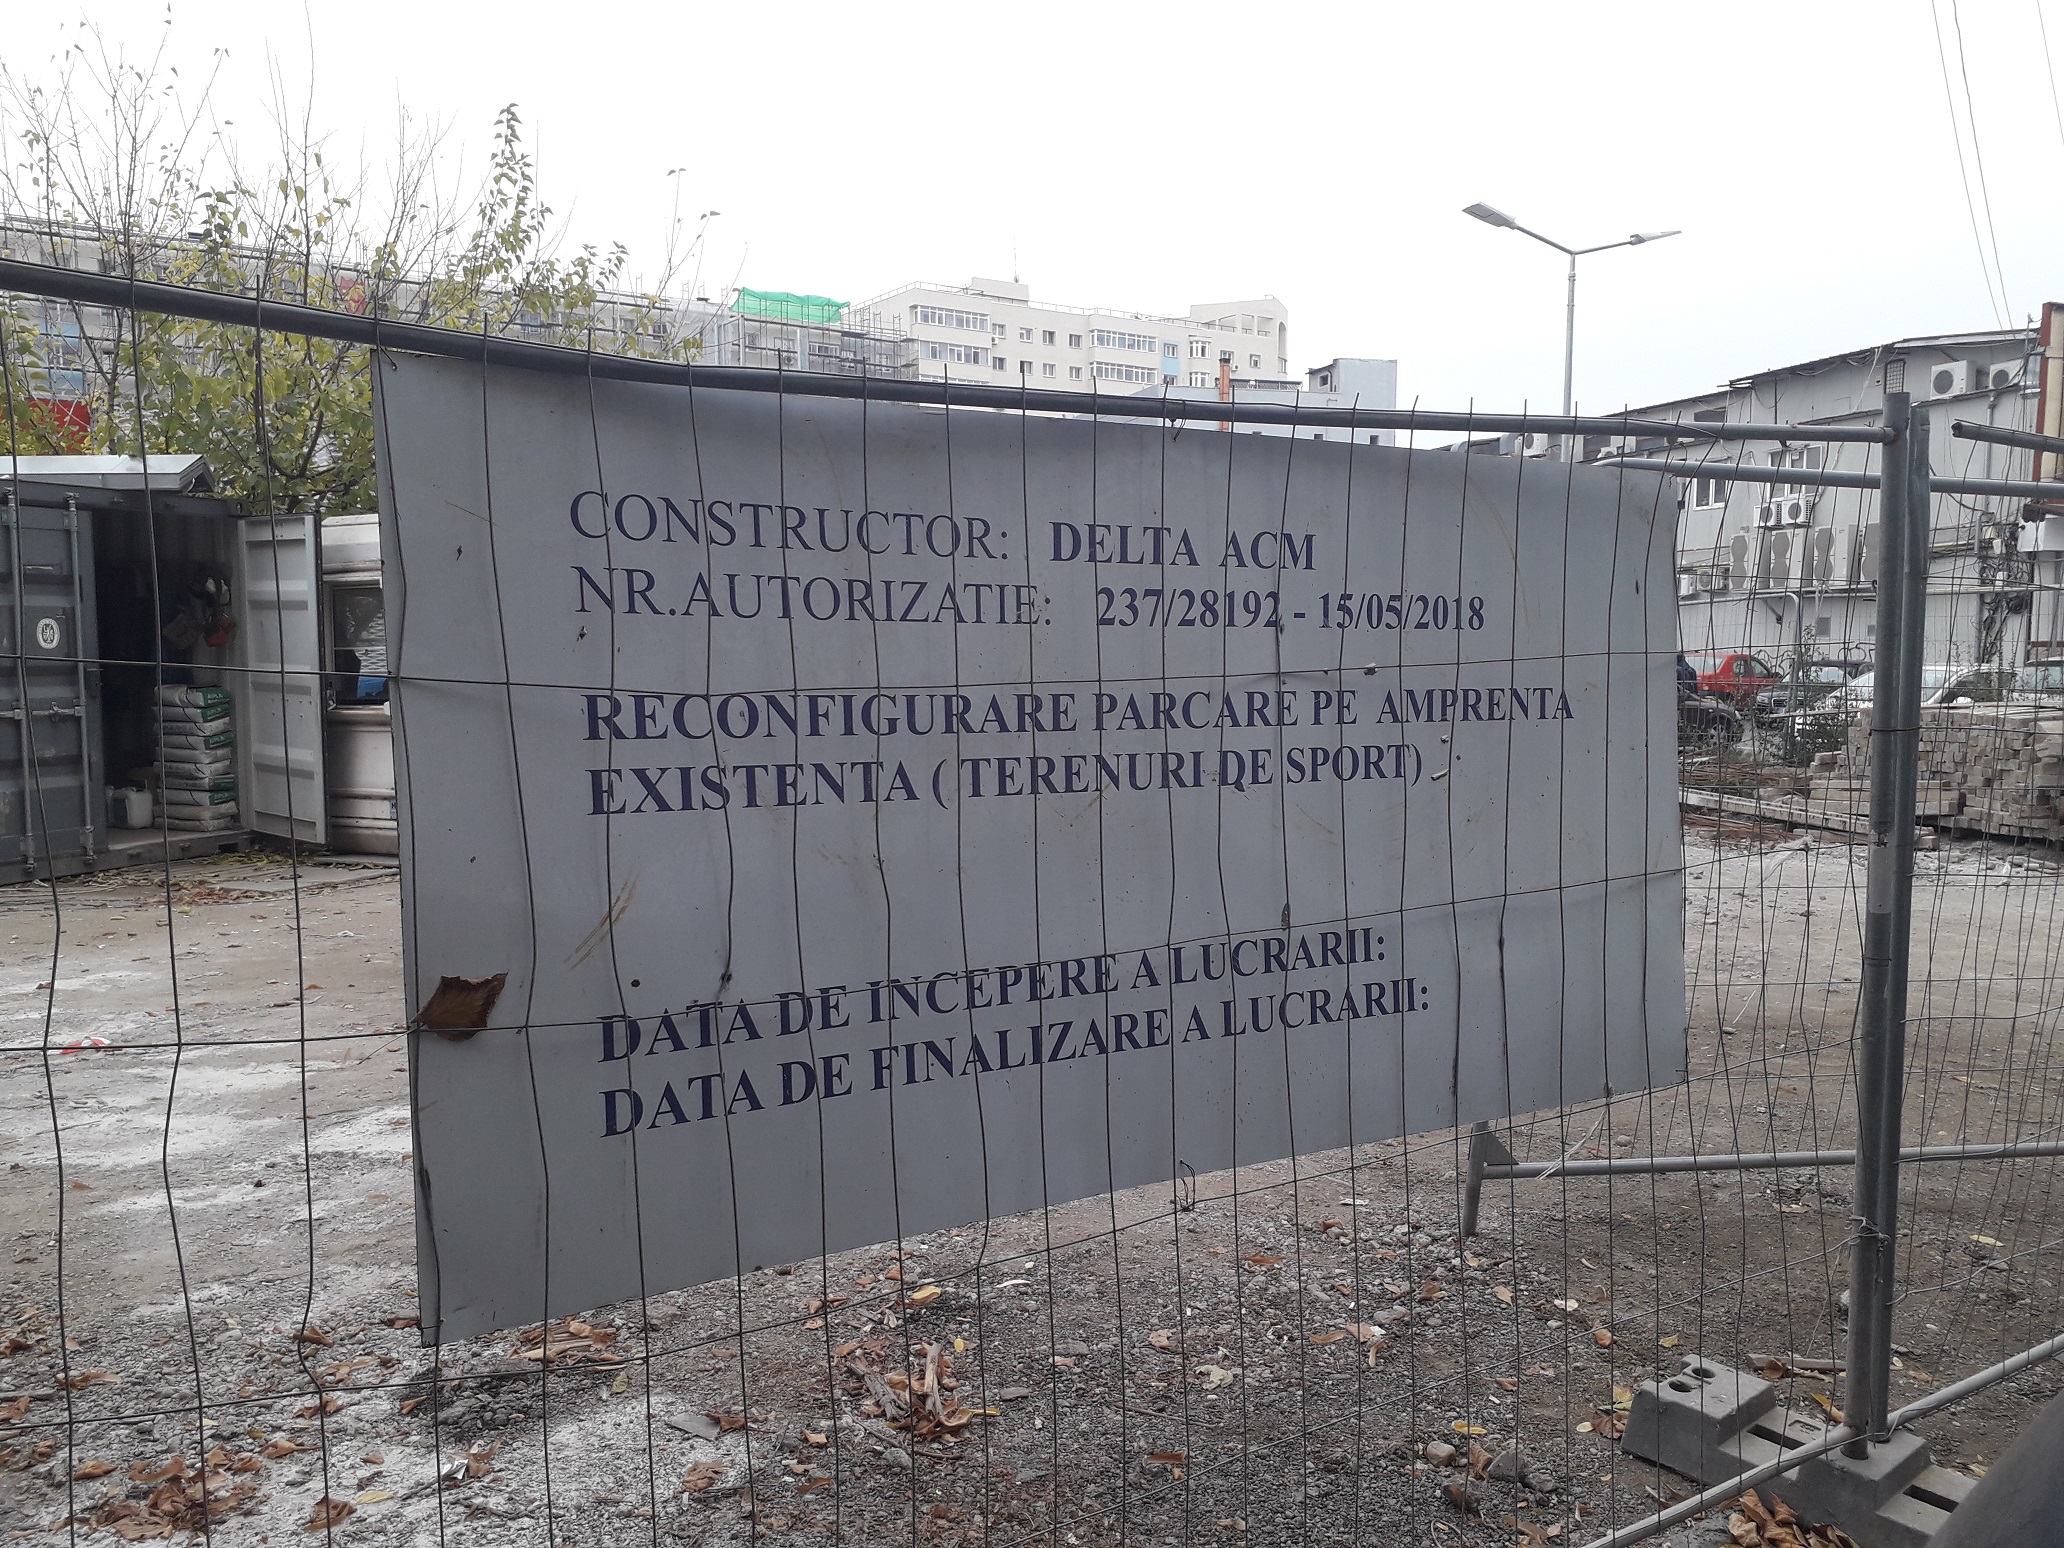 CONSTRUCTOR: DELTA ACM
NR.AUTORIZATIE: 237/28192 - 15/05/2018
RECONFIGURARE PARCARE PE AMPRENTA
EXISTENTA ( TERENURI DE SPORT)
DATA DE INCEPERE A LUCRARII:
DATA DE FINALIZARE A LUCRARII: